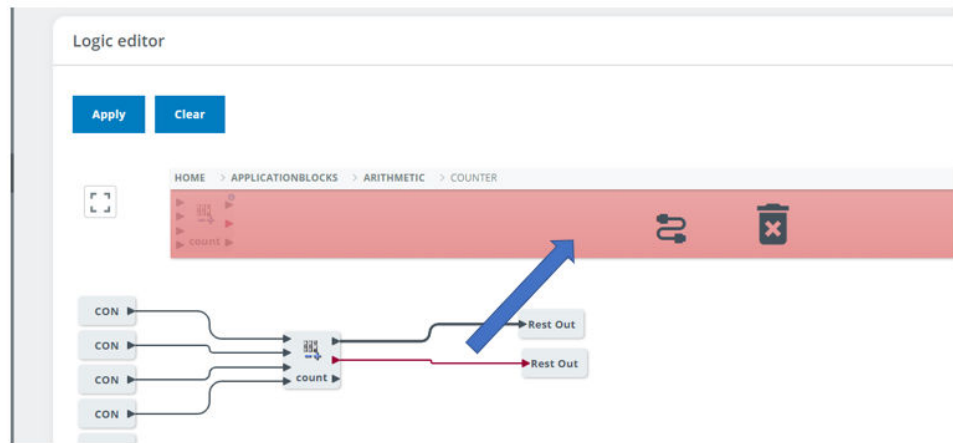 Logic editor
Apply
Clear
HOME > APPLICATIONBLOCKS > ARITHMETIC > COUNTER
count
CON
CON
CON
CON
count
Rest Out
Rest Out